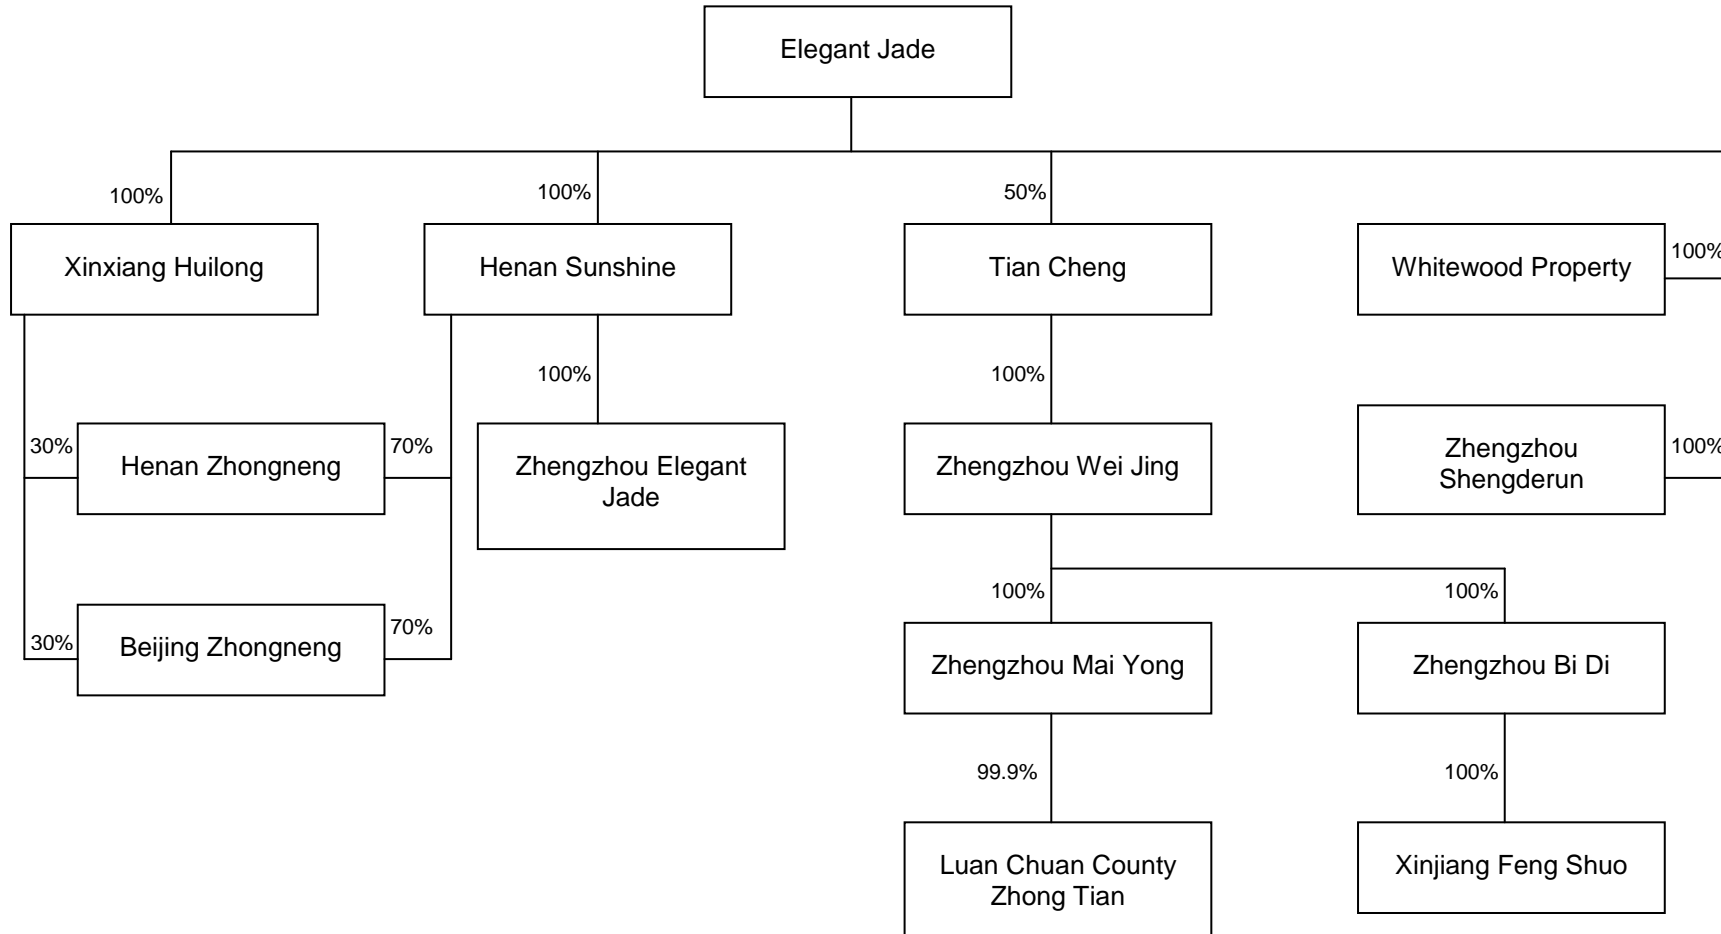 Elegant Jade
100%
100%
50%
Xinxiang Huilong
Henan Sunshine
Tian Cheng
Whitewood Property
100%
100%
100%
30%
Henan Zhongneng
70%
Zhengzhou Elegant
Jade
Zhengzhou Wei Jing
Zhengzhou
Shengderun
100%
100%
100%
30%
Beijing Zhongneng
70%
Zhengzhou Mai Yong
Zhengzhou Bi Di
99.9%
100%
Luan Chuan County
Zhong Tian
Xinjiang Feng Shuo